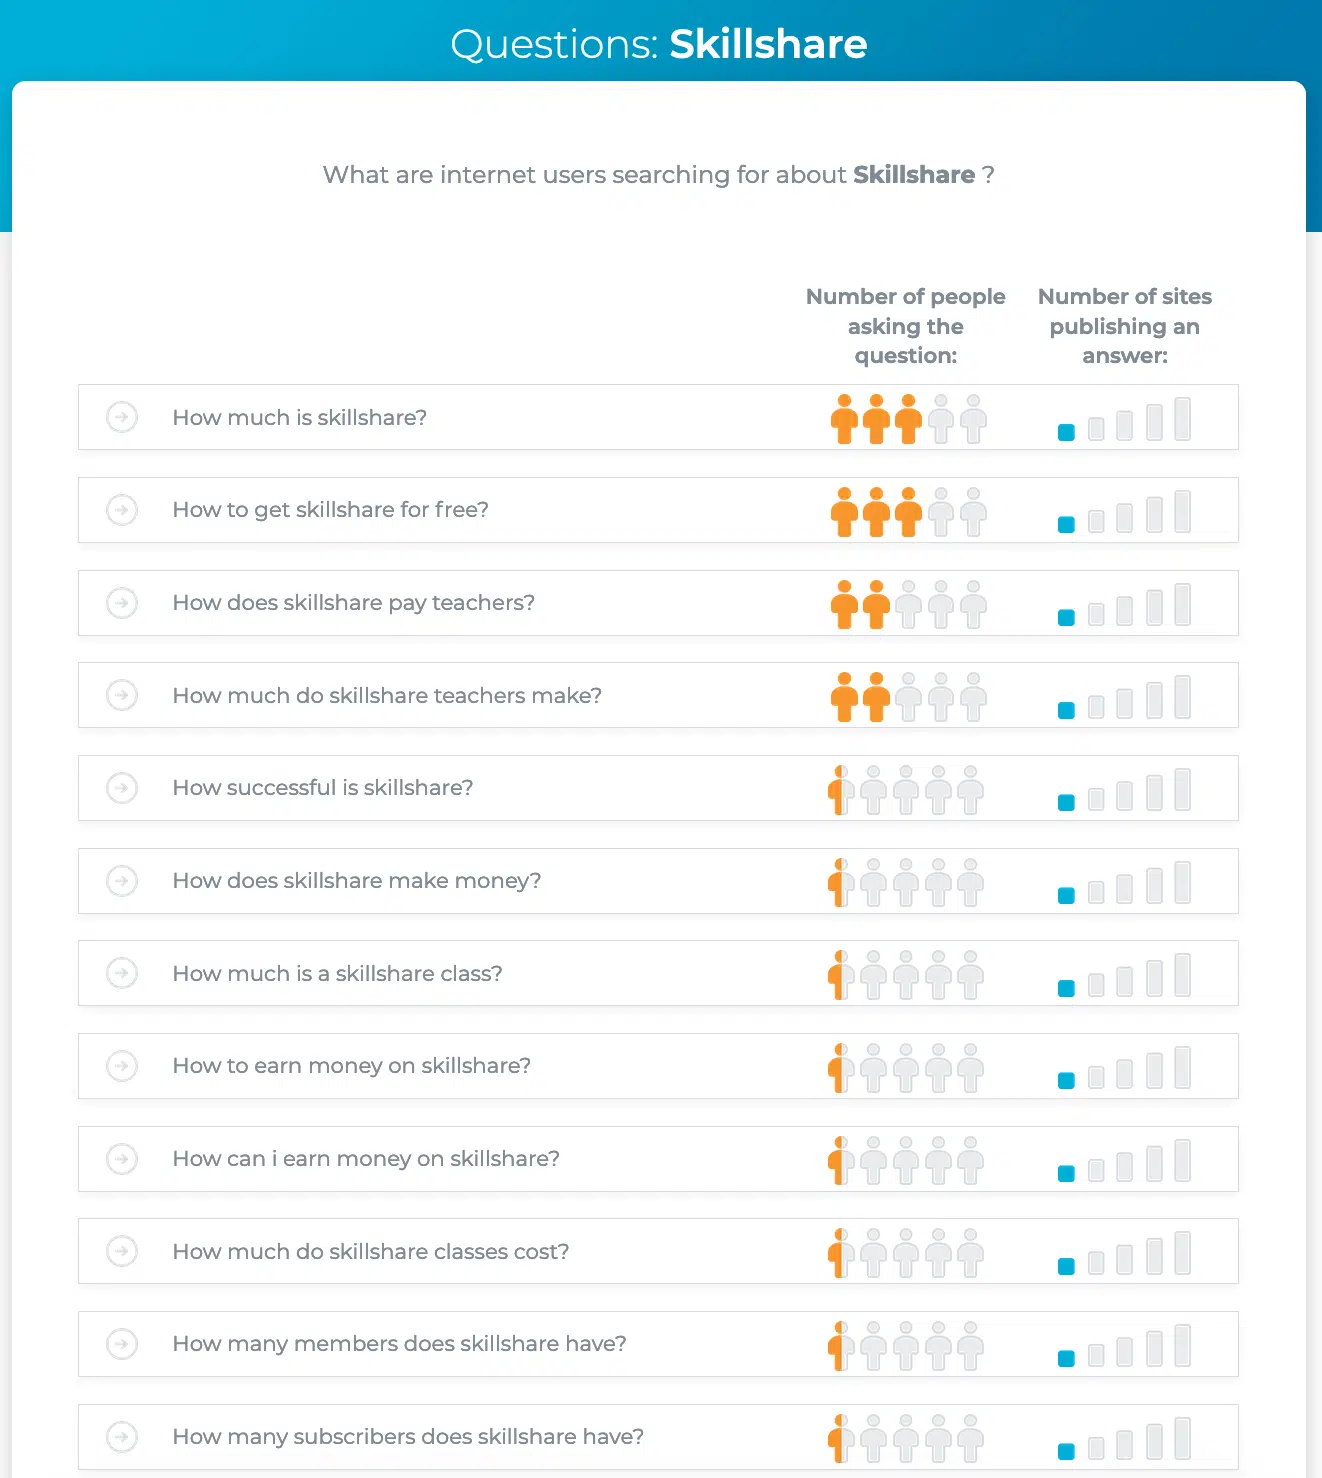 Questions: Skillshare
What are internet users searching for about Skillshare ?
Number of people
asking the
question:
Number of sites
publishing an
answer:
How much is skillshare?
How to get skillshare for free?
How does skillshare pay teachers?
How much do skillshare teachers make?
How successful is skillshare?
How does skillshare make money?
How much is a skillshare class?
How to earn money on skillshare?
How can i earn money on skillshare?
How much do skillshare classes cost?
How many members does skillshare have?
How many subscribers does skillshare have?